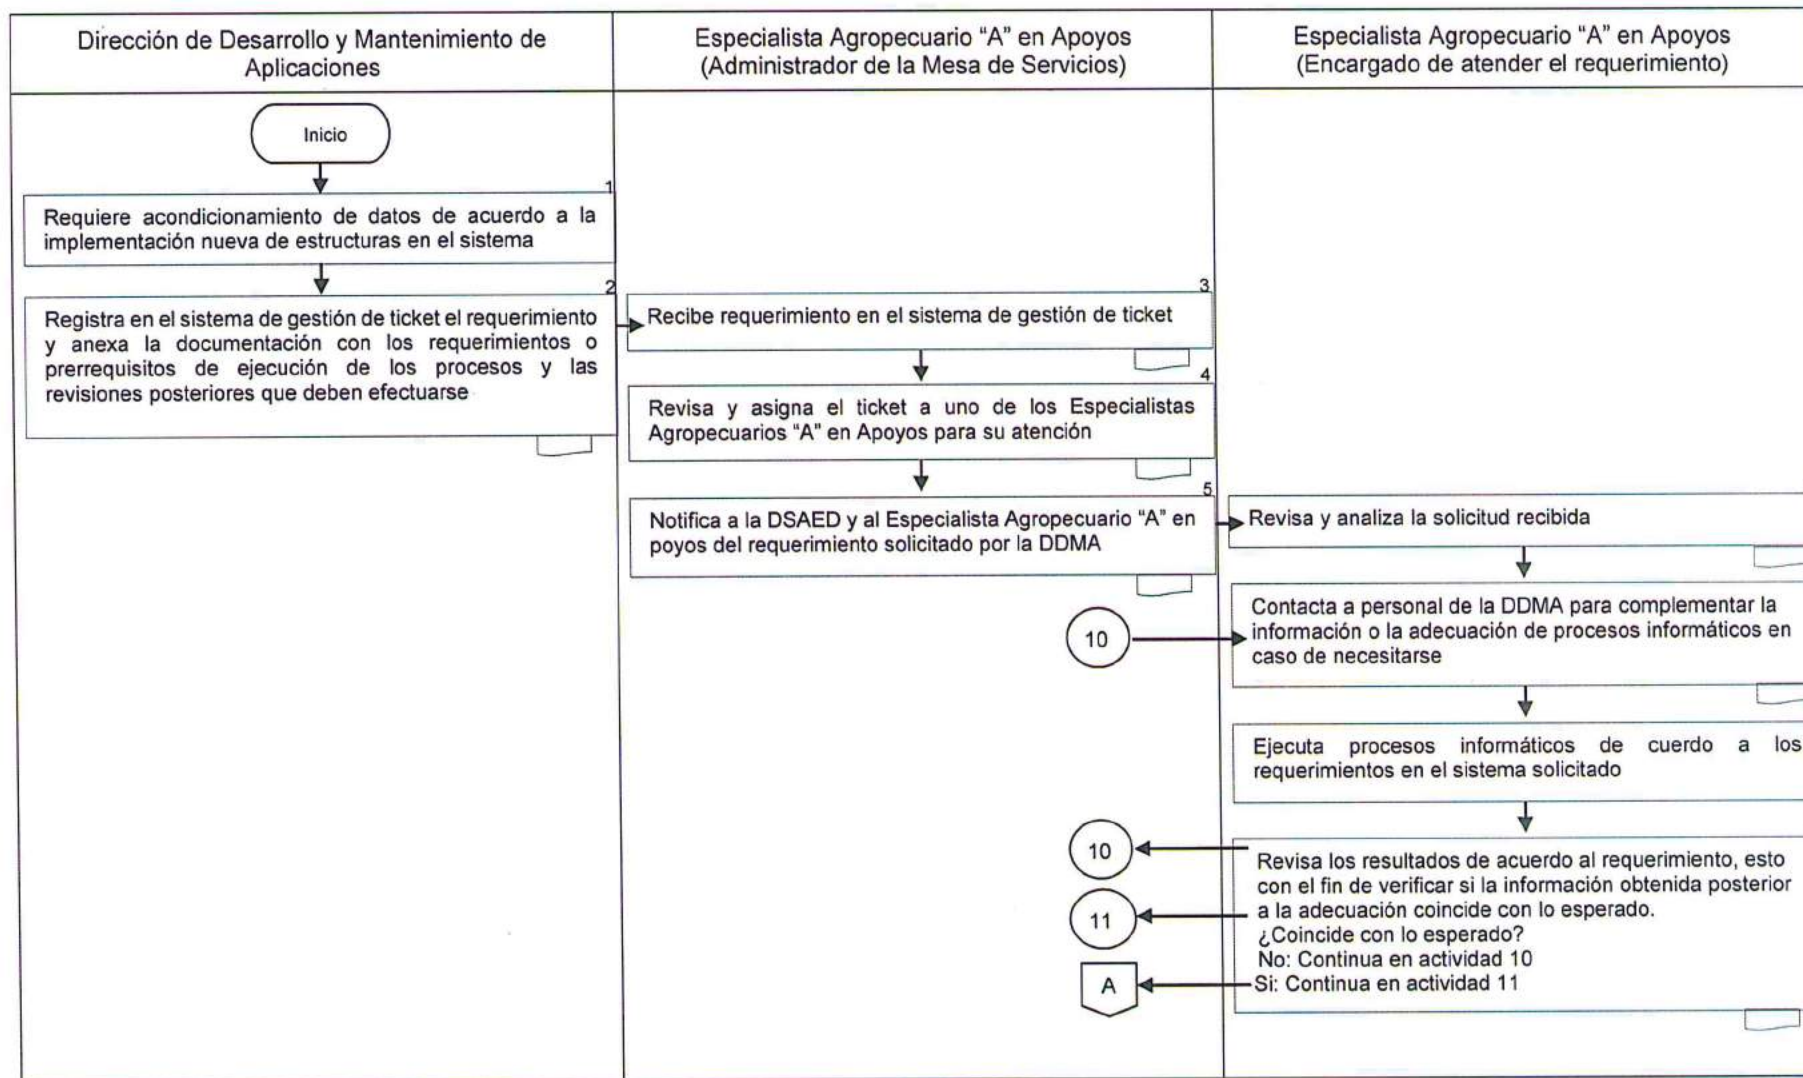 Dirección de Desarrollo y Mantenimiento de
Aplicaciones
Especialista Agropecuario “A” en Apoyos
(Administrador de la Mesa de Servicios)
Especialista Agropecuario “A” en Apoyos
(Encargado de atender el requerimiento)
Inicio
1
Requiere acondicionamiento de datos de acuerdo a la
implementación nueva de estructuras en el sistema
2
Registra en el sistema de gestión de ticket el requerimiento
y anexa la documentación con los requerimientos o
prerrequisitos de ejecución de los procesos y las
revisiones posteriores que deben efectuarse
3
Recibe requerimiento en el sistema de gestión de ticket
4
Revisa y asigna el ticket a uno de los Especialistas
Agropecuarios “A” en Apoyos para su atención
5
Notifica a la DSAED y al Especialista Agropecuario “A” en
poyos del requerimiento solicitado por la DDMA
Revisa y analiza la solicitud recibida
10
Contacta a personal de la DDMA para complementar la
información o la adecuación de procesos informáticos en
caso de necesitarse
Ejecuta procesos informáticos de cuerdo a los
requerimientos en el sistema solicitado
10
11
A
Revisa los resultados de acuerdo al requerimiento, esto
con el fin de verificar si la información obtenida posterior
a la adecuación coincide con lo esperado.
¿Coincide con lo esperado?
No: Continua en actividad 10
Si: Continua en actividad 11